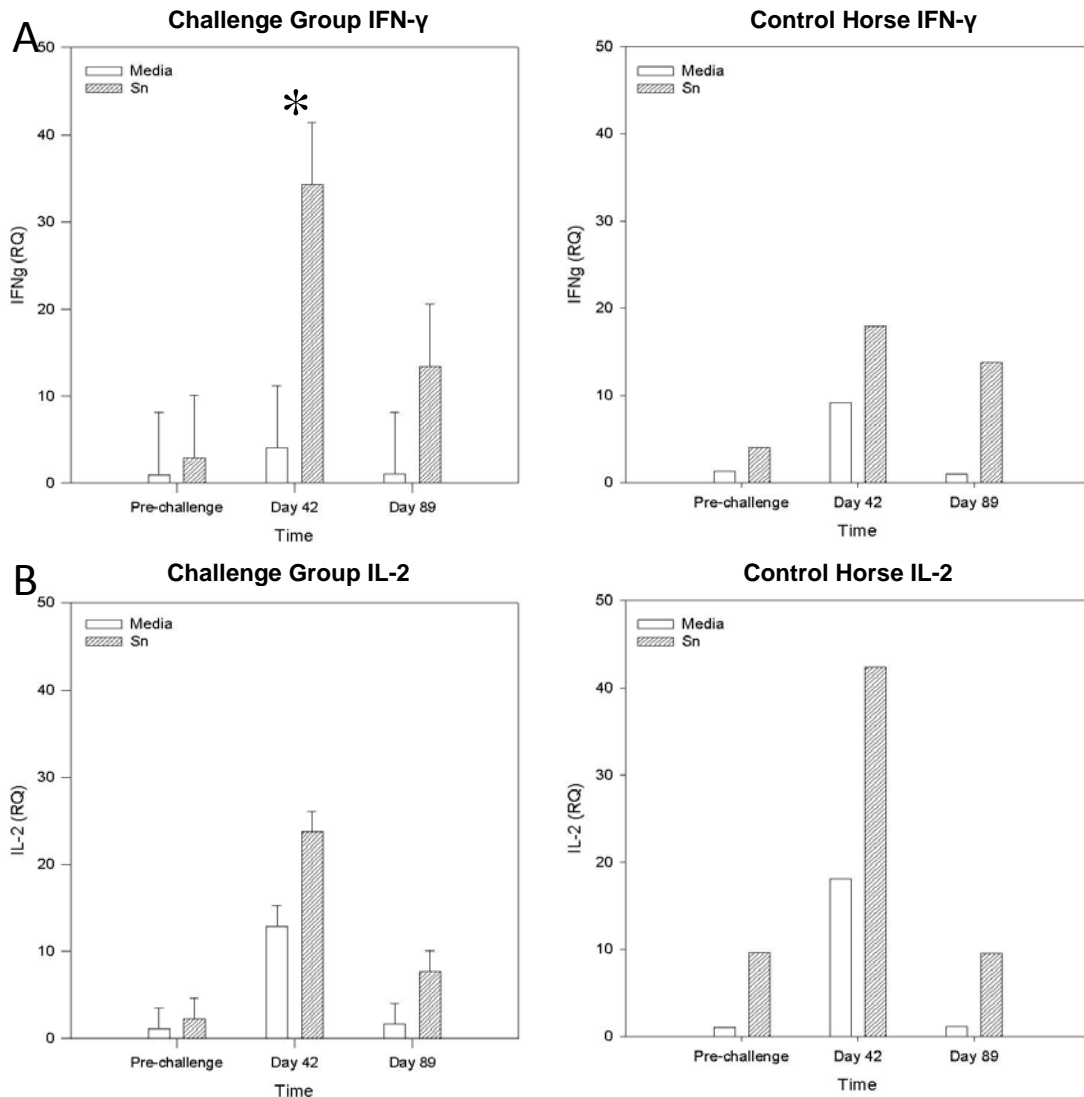 A
Challenge Group IFN-γ
50
40
30
20
10
0
IFNg (RQ)
Media
Sn
*
Pre-challenge Day 42 Day 89
Time
Control Horse IFN-γ
50
40
30
20
10
0
IFNg (RQ)
Media
Sn
Pre-challenge Day 42 Day 89
Time
B
Challenge Group IL-2
50
40
30
20
10
0
IL-2 (RQ)
Media
Sn
Pre-challenge Day 42 Day 89
Time
Control Horse IL-2
50
40
30
20
10
0
IL-2 (RQ)
Media
Sn
Pre-challenge Day 42 Day 89
Time